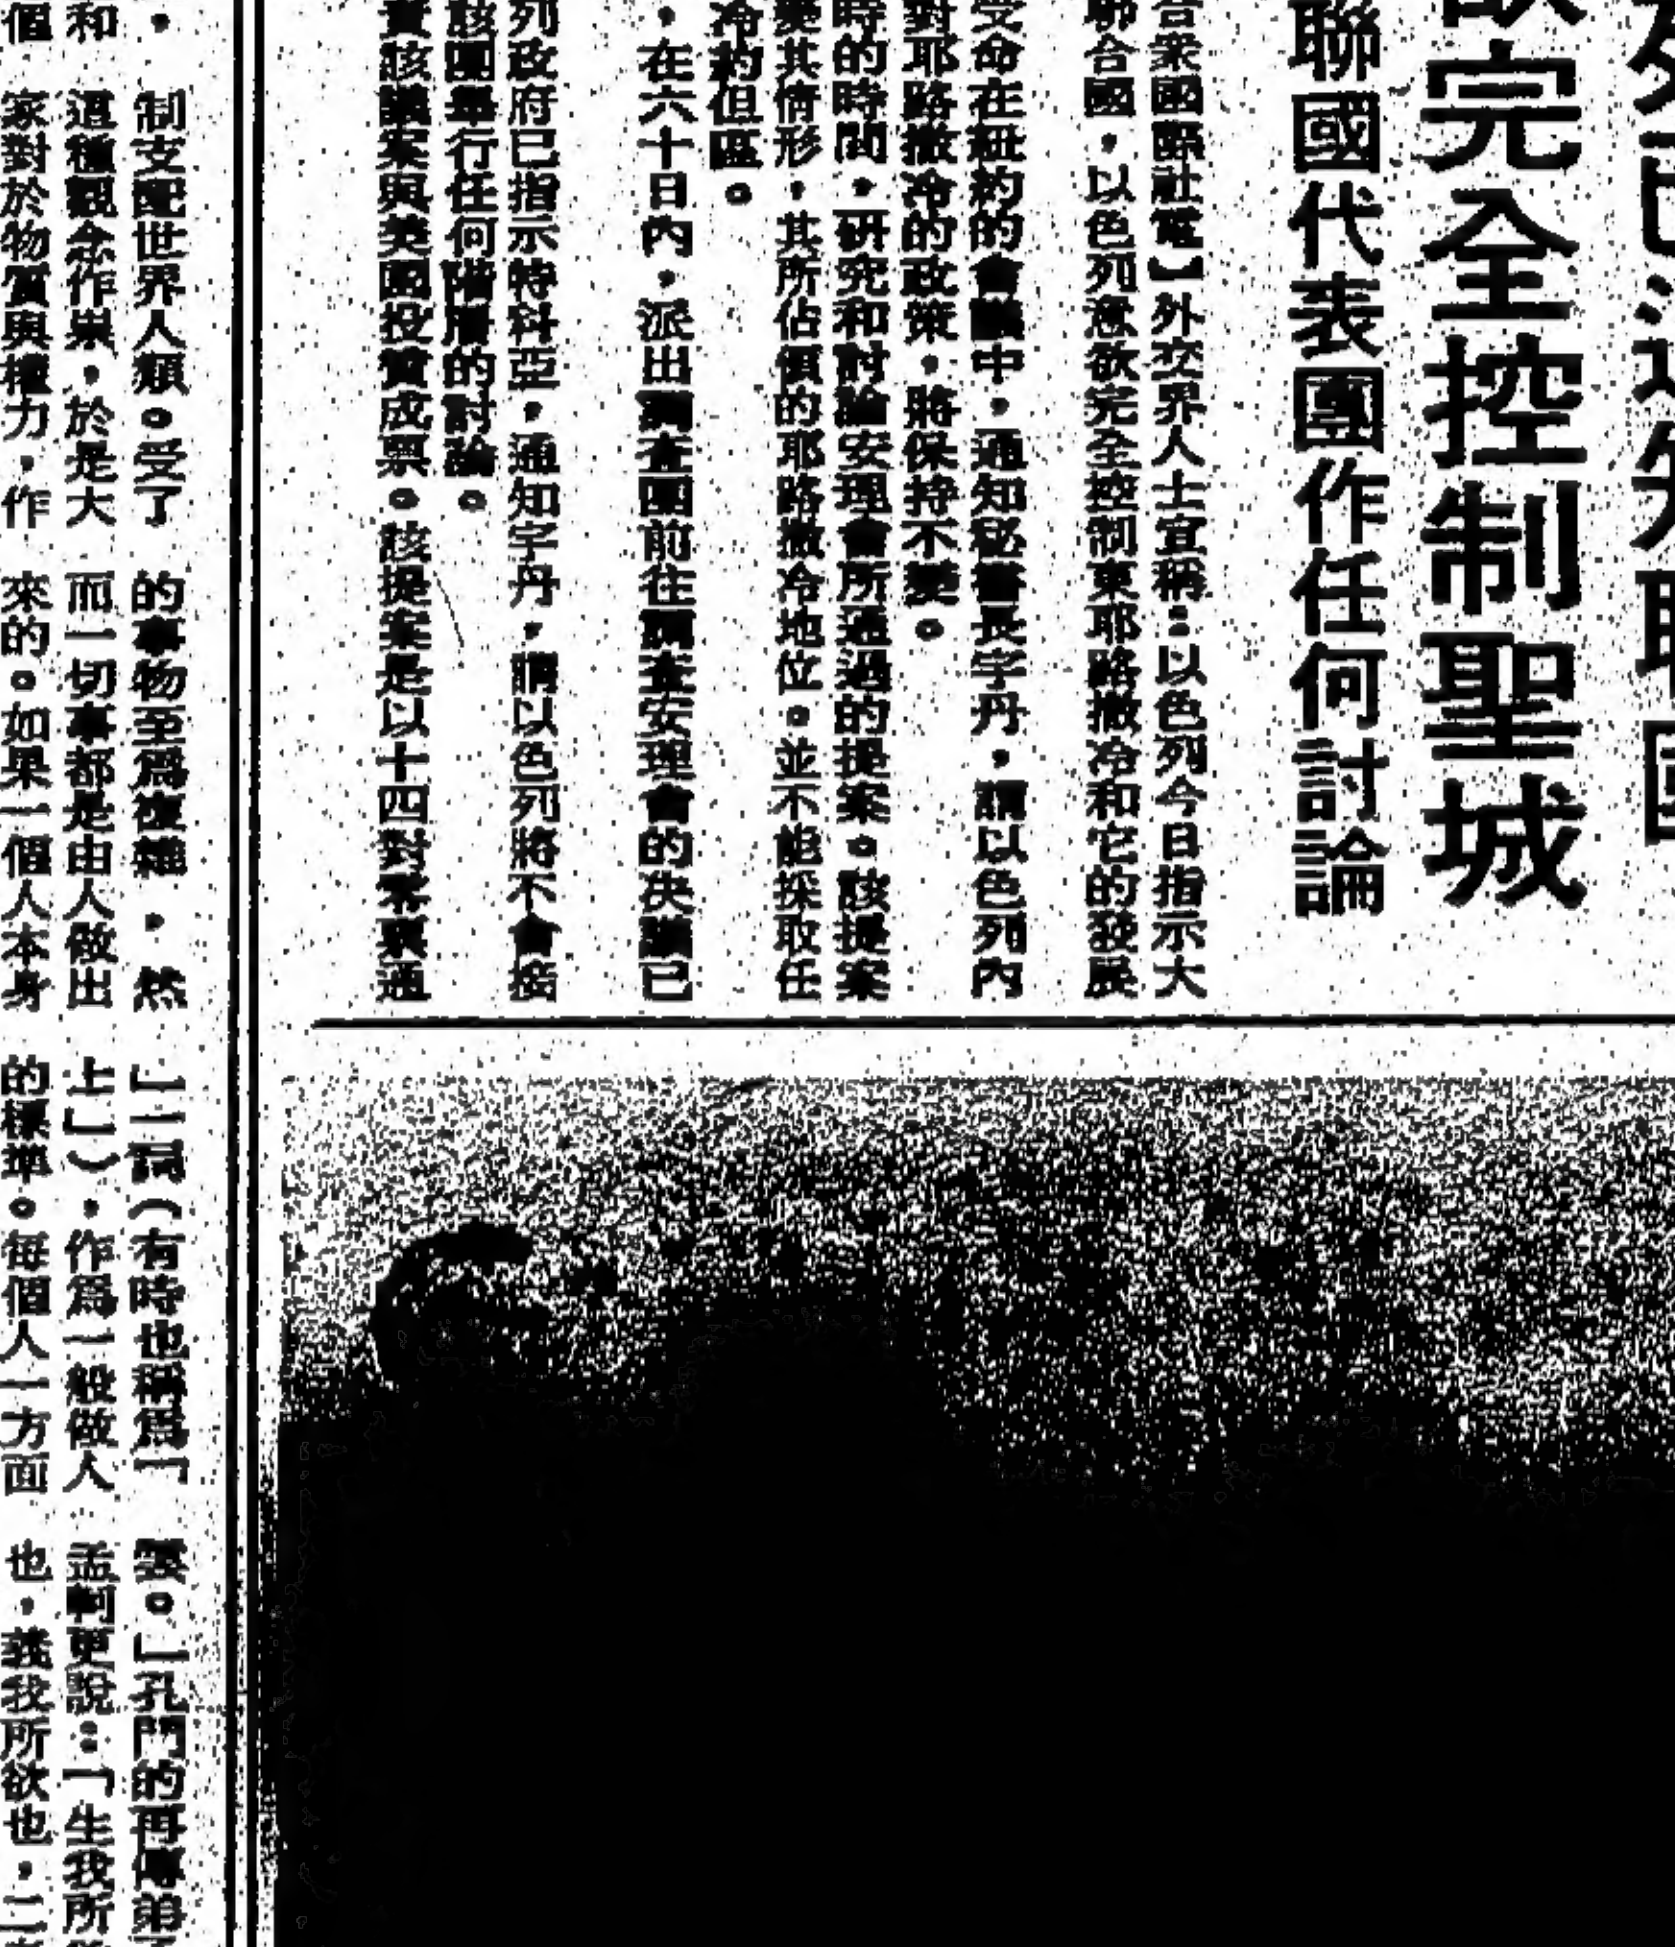 列已通知聯國
欲完全控制聖城
聯國代表團作任何討論
合衆國際社電】外交界人士宣稱：以色列今日指示大
聯合國，以色列意欲完全控制東耶路撒冷和它的發展
受命在紐約的會議中，通知秘書長宇丹，謂以色列內
對耶路撒冷的政策，將保持不變。
時的時間，研究和討論安理會所通過的提案。該提案
變其情形，其所佔領的耶路撒冷地位。並不能採取任
冷約但區。
，在六十日內，派出調查團前往調查安理會的決議已
列政府已指示特科亞，通知宇丹，謂以色列將不會接
該團舉行任何階層的討論。
責該議案與美國投贊成票。該提案是以十四對零票通
，
和
個
制支配世界人類。受了
這種觀念作祟，於是大
家對於物質與權力，作
的事物至爲複雜，然
而一切事都是由人做出
來的。如果一個人本身
」一詞（有時也稱爲「
上」），作爲一般做人
的標準。每個人一方面
雲。」孔門的再傳弟子
孟軻更說：「生我所欲
也，義我所欲也，二者